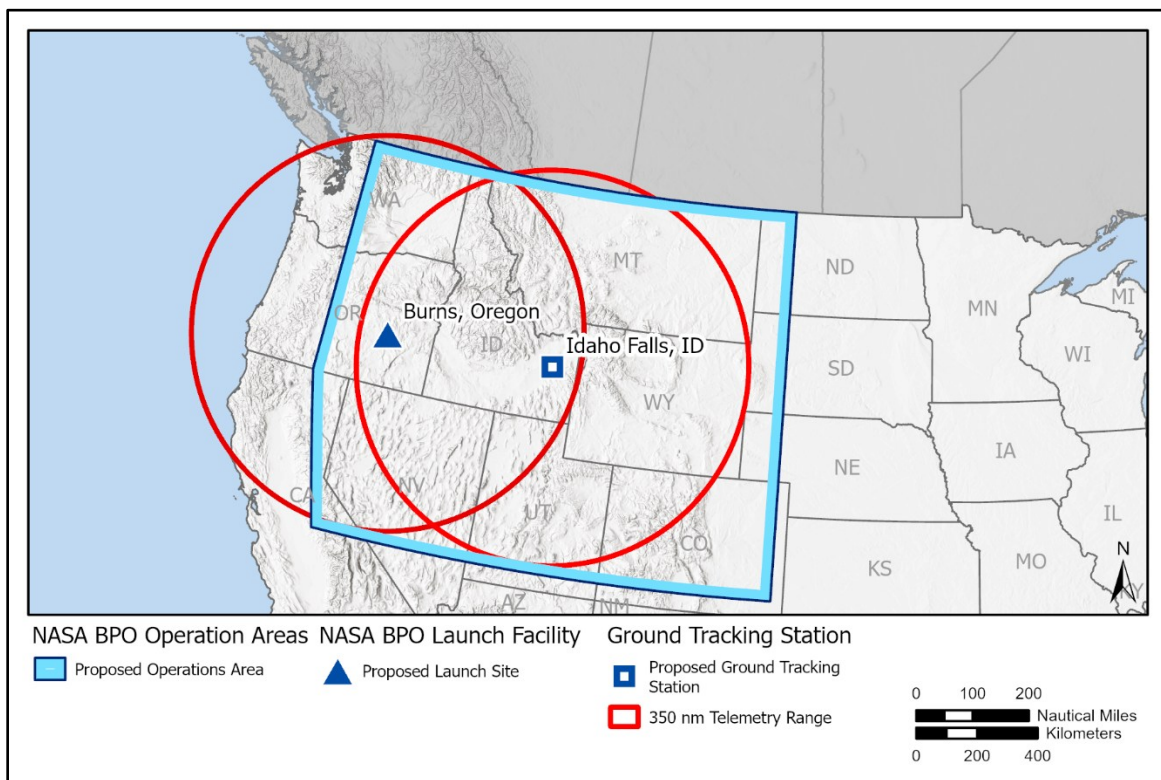 WA
MT
ND
MN
MI
Burns, Oregon
OR
ID
Idaho Falls, ID
WI
SD
WY
IA
NE
NV
CA
UT
CO
IL
KS
MO
N
AZ
NM
KY
NASA BPO Operation Areas
Proposed Operations Area
NASA BPO Launch Facility
Proposed Launch Site
Ground Tracking Station
Proposed Ground Tracking
Station
350 nm Telemetry Range
0 100 200
Nautical Miles
Kilometers
0 200 400